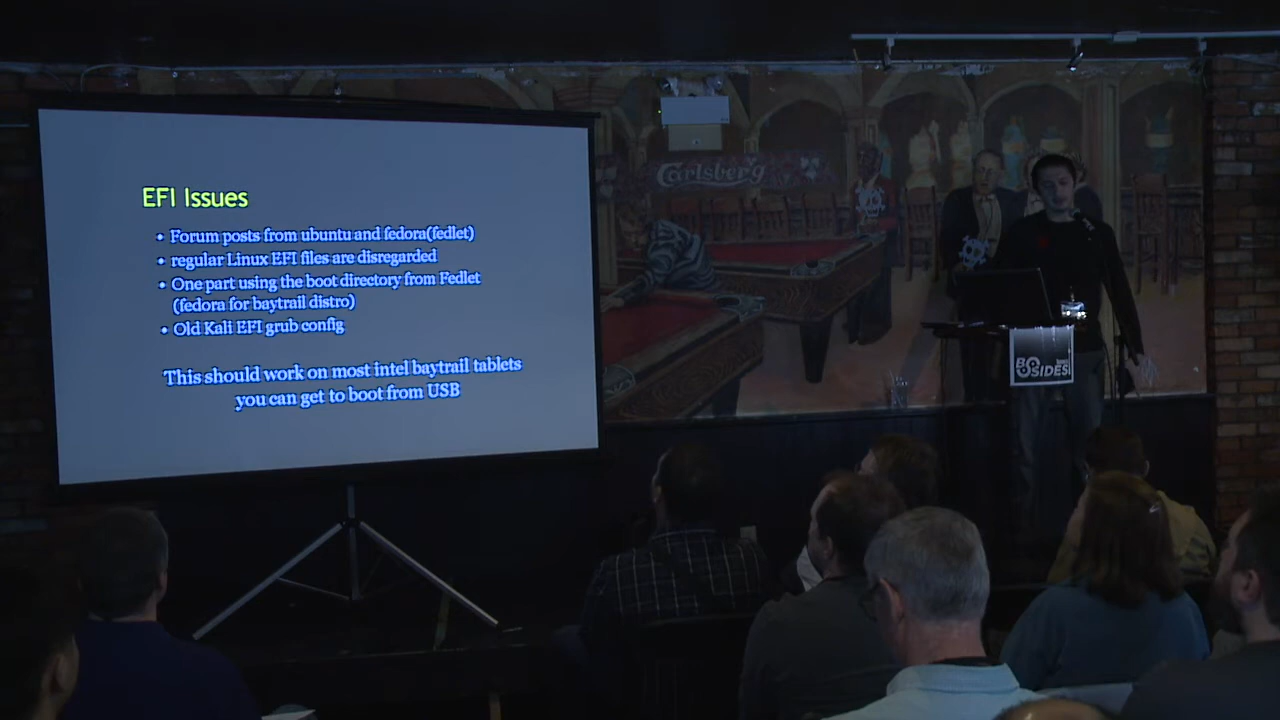 EFI Issues
• Forum posts from ubuntu and fedora(fedlet)
• regular Linux EFI files are disregarded
• One part using the boot directory from Fedlet
(fedora for baytrail distro)
• Old Kali EFI grub config
This should work on most intel baytrail tablets
you can get to boot from USB
Carlsberg
B
SIDES